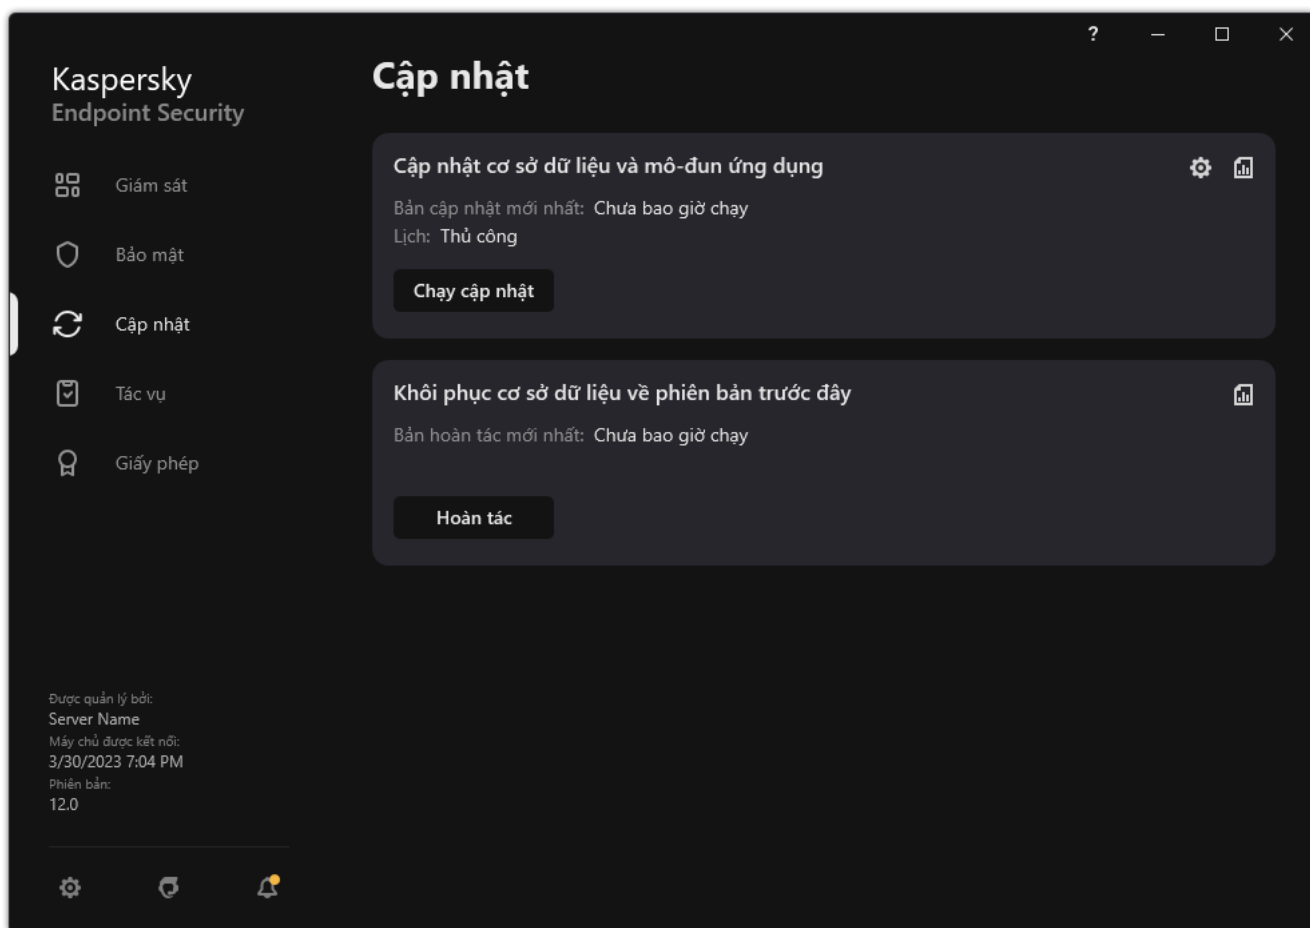 ?
Kaspersky
Endpoint Security
Giám sát
Bảo mật
Cập nhật
Tác vụ
Giấy phép
Được quản lý bởi:
Server Name
Máy chủ được kết nối:
3/30/2023 7:04 PM
Phiên bản:
12.0
Cập nhật
Cập nhật cơ sở dữ liệu và mô-đun ứng dụng
Bản cập nhật mới nhất: Chưa bao giờ chạy
Lịch: Thủ công
Chạy cập nhật
Khôi phục cơ sở dữ liệu về phiên bản trước đây
Bản hoàn tác mới nhất: Chưa bao giờ chạy
Hoàn tác